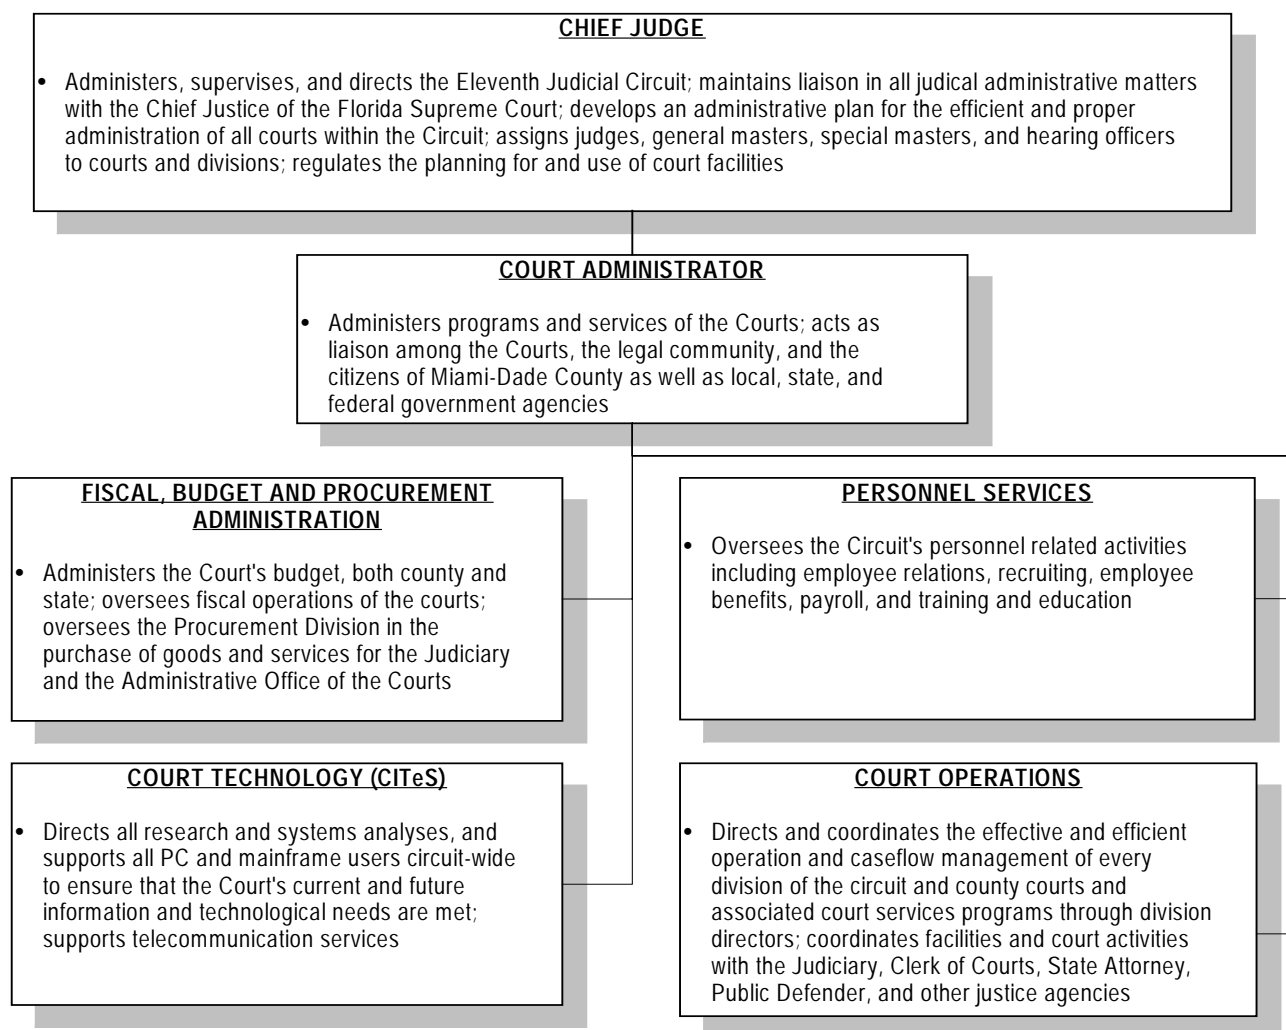 CHIEF JUDGE
• Administers, supervises, and directs the Eleventh Judicial Circuit; maintains liaison in all judical administrative matters
with the Chief Justice of the Florida Supreme Court; develops an administrative plan for the efficient and proper
administration of all courts within the Circuit; assigns judges, general masters, special masters, and hearing officers
to courts and divisions; regulates the planning for and use of court facilities
COURT ADMINISTRATOR
• Administers programs and services of the Courts; acts as
liaison among the Courts, the legal community, and the
citizens of Miami-Dade County as well as local, state, and
federal government agencies
FISCAL, BUDGET AND PROCUREMENT
ADMINISTRATION
• Administers the Court's budget, both county and
state; oversees fiscal operations of the courts;
oversees the Procurement Division in the
purchase of goods and services for the Judiciary
and the Administrative Office of the Courts
PERSONNEL SERVICES
• Oversees the Circuit's personnel related activities
including employee relations, recruiting, employee
benefits, payroll, and training and education
COURT TECHNOLOGY (CITeS)
• Directs all research and systems analyses, and
supports all PC and mainframe users circuit-wide
to ensure that the Court's current and future
information and technological needs are met;
supports telecommunication services
COURT OPERATIONS
• Directs and coordinates the effective and efficient
operation and caseflow management of every
division of the circuit and county courts and
associated court services programs through division
directors; coordinates facilities and court activities
with the Judiciary, Clerk of Courts, State Attorney,
Public Defender, and other justice agencies